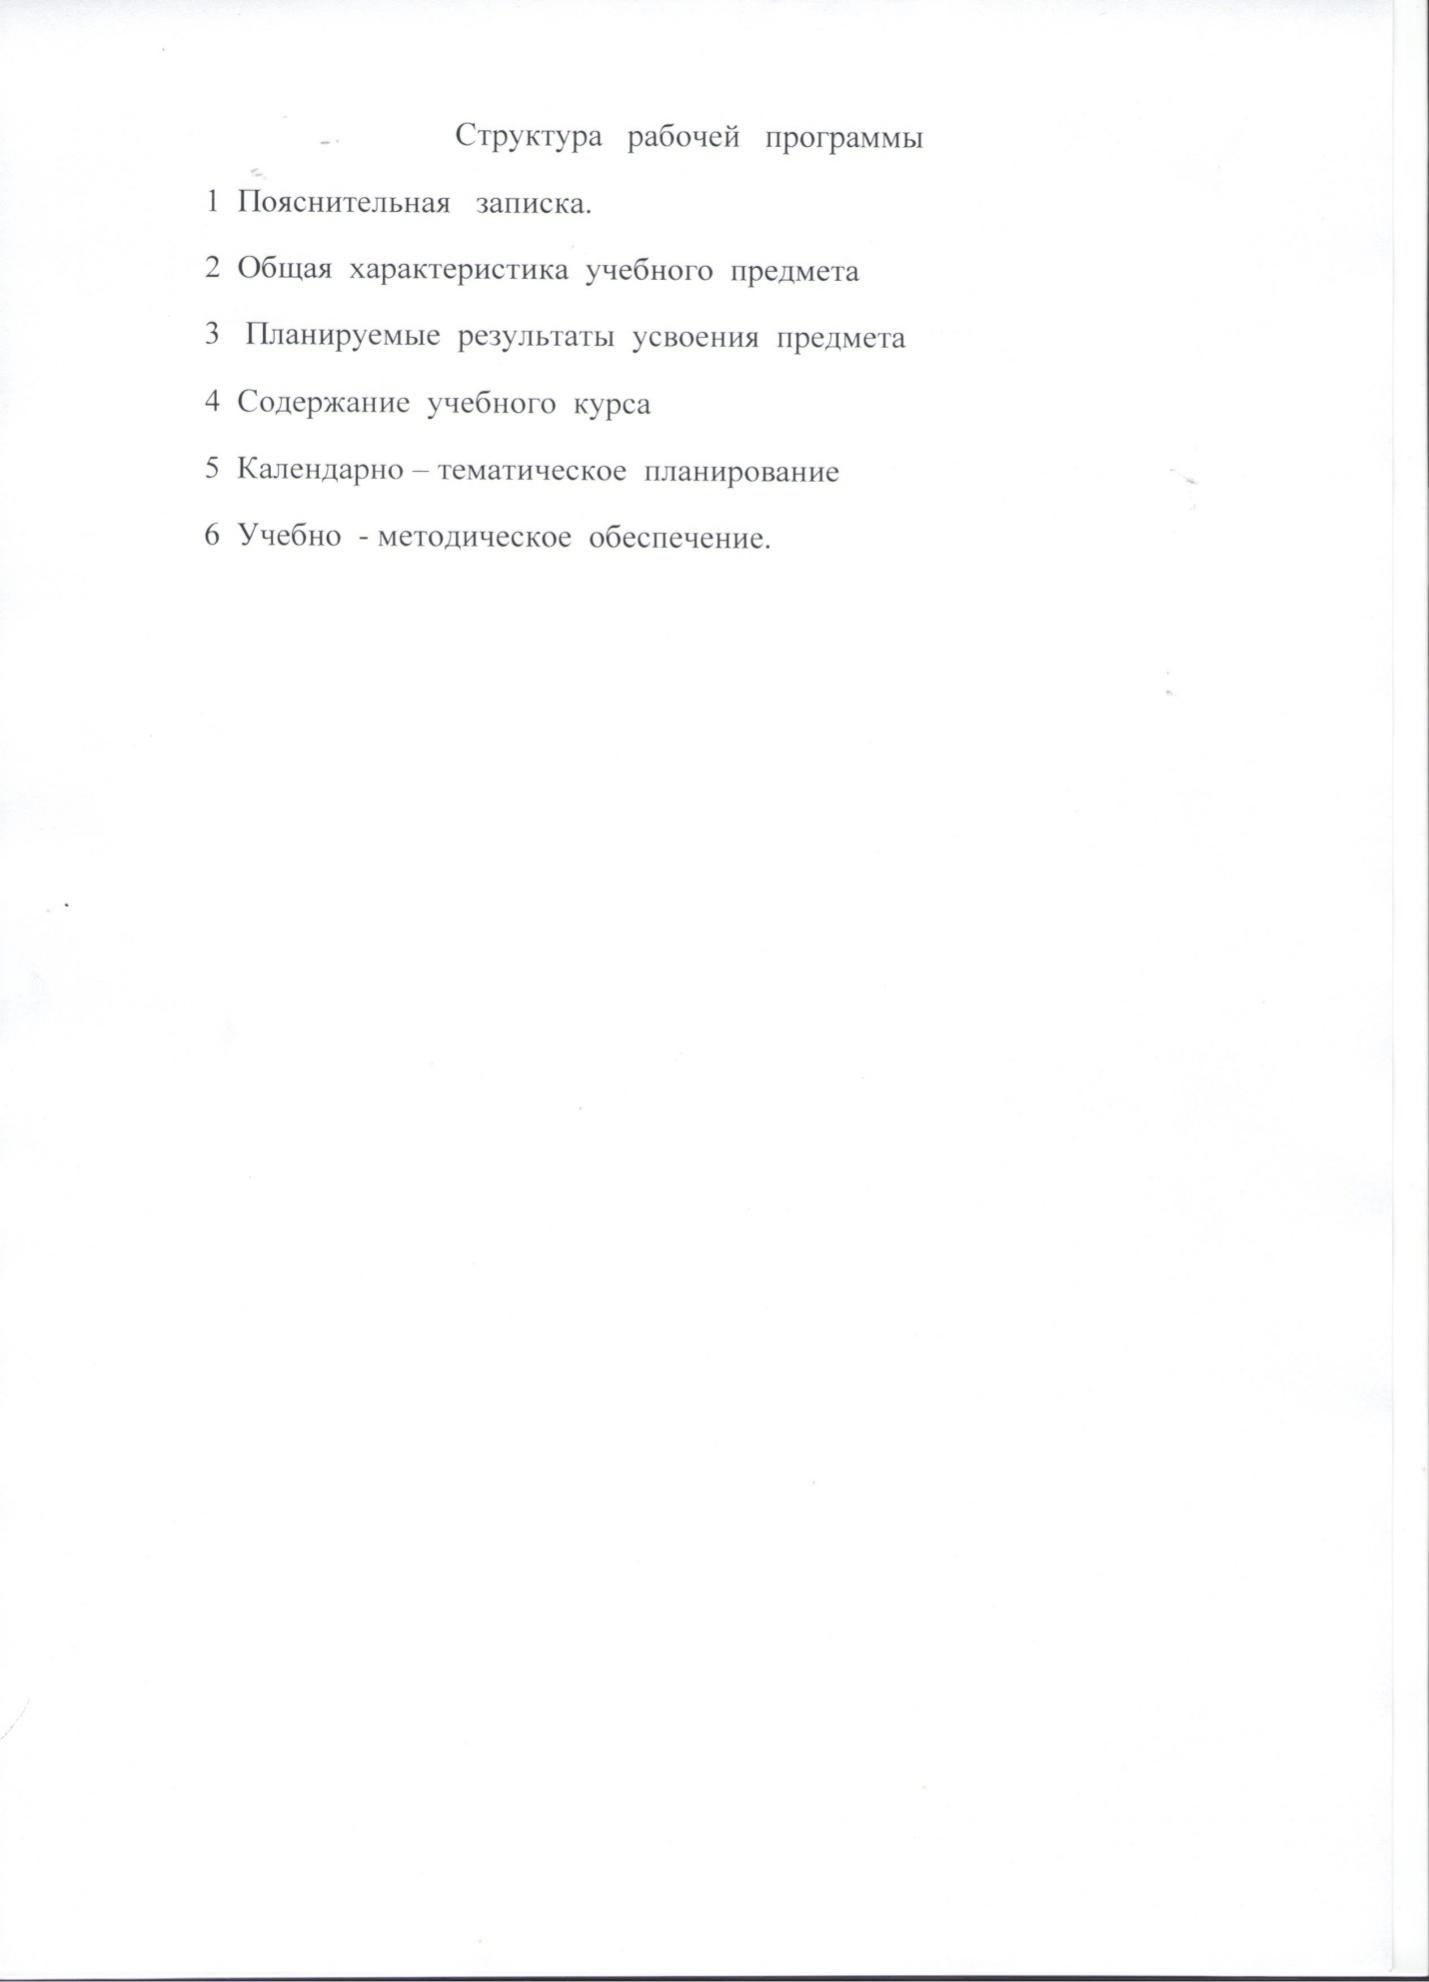 Структура рабочей программы
1 Пояснительная записка.
2 Общая характеристика учебного предмета
3 Планируемые результаты усвоения предмета
4 Содержание учебного курса
5 Календарно – тематическое планирование
6 Учебно - методическое обеспечение.